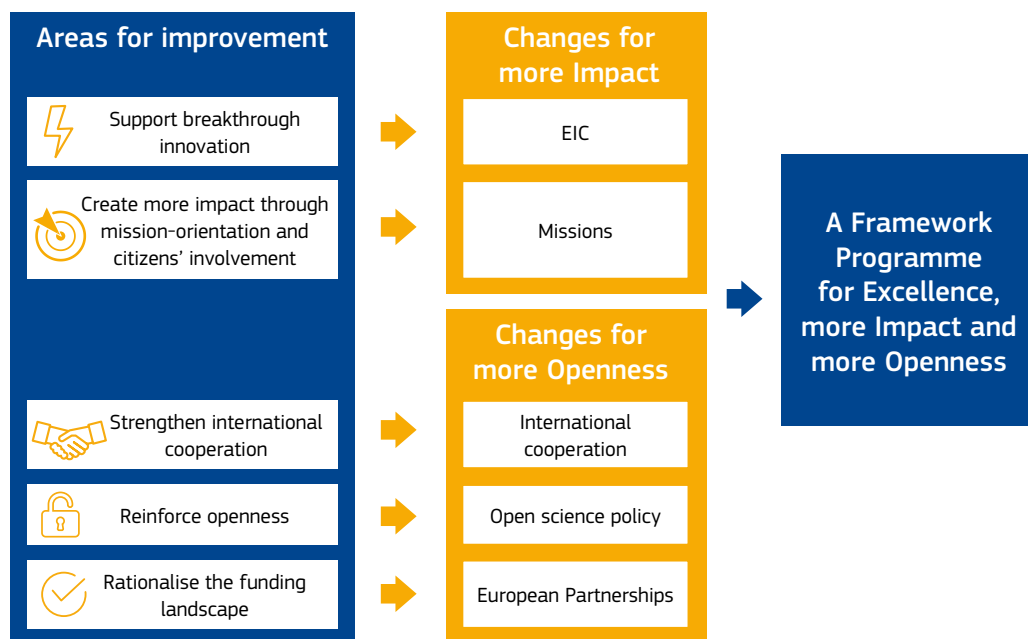 Areas for improvement
Support breakthrough
innovation
Create more impact through
mission-orientation and
citizens’ involvement
Strengthen international
cooperation
Reinforce openness
Rationalise the funding
landscape
Changes for
more Impact
EIC
Missions
Changes for
more Openness
International
cooperation
Open science policy
European Partnerships
A Framework
Programme
for Excellence,
more Impact and
more Openness